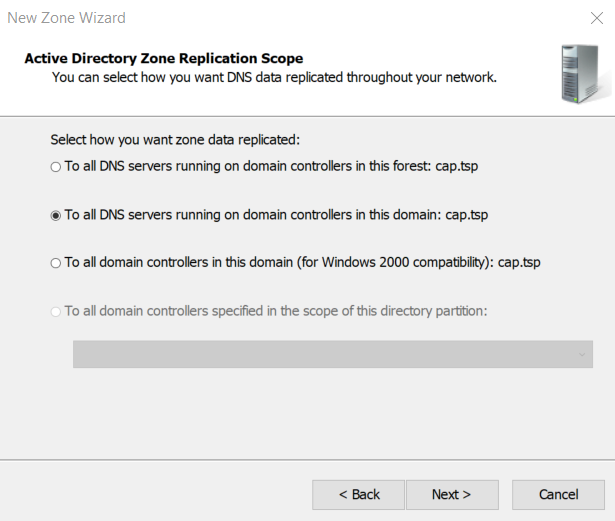 New Zone Wizard
Active Directory Zone Replication Scope
You can select how you want DNS data replicated throughout your network.
Select how you want zone data replicated:
To all DNS servers running on domain controllers in this forest: cap.tsp
To all DNS servers running on domain controllers in this domain: cap.tsp
To all domain controllers in this domain (for Windows 2000 compatibility): cap.tsp
To all domain controllers specified in the scope of this directory partition:
< Back Next > Cancel